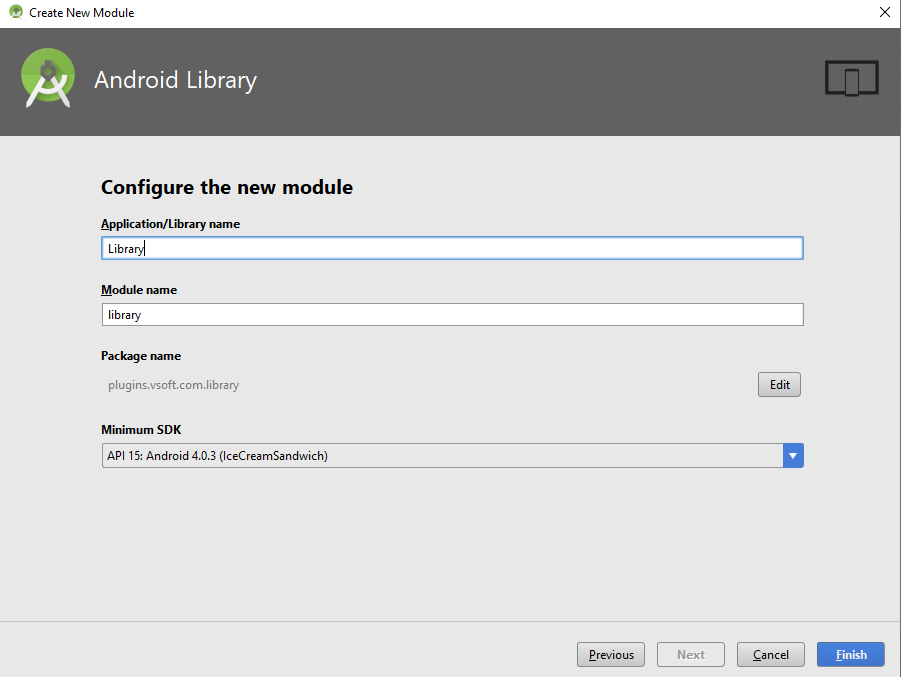 Create New Module
Android Library
Configure the new module
Application/Library name
Library
Module name
library
Package name
plugins.vsoft.com.library
Edit
Minimum SDK
API 15: Android 4.0.3 (IceCreamSandwich)
Previous
Next
Cancel
Finish